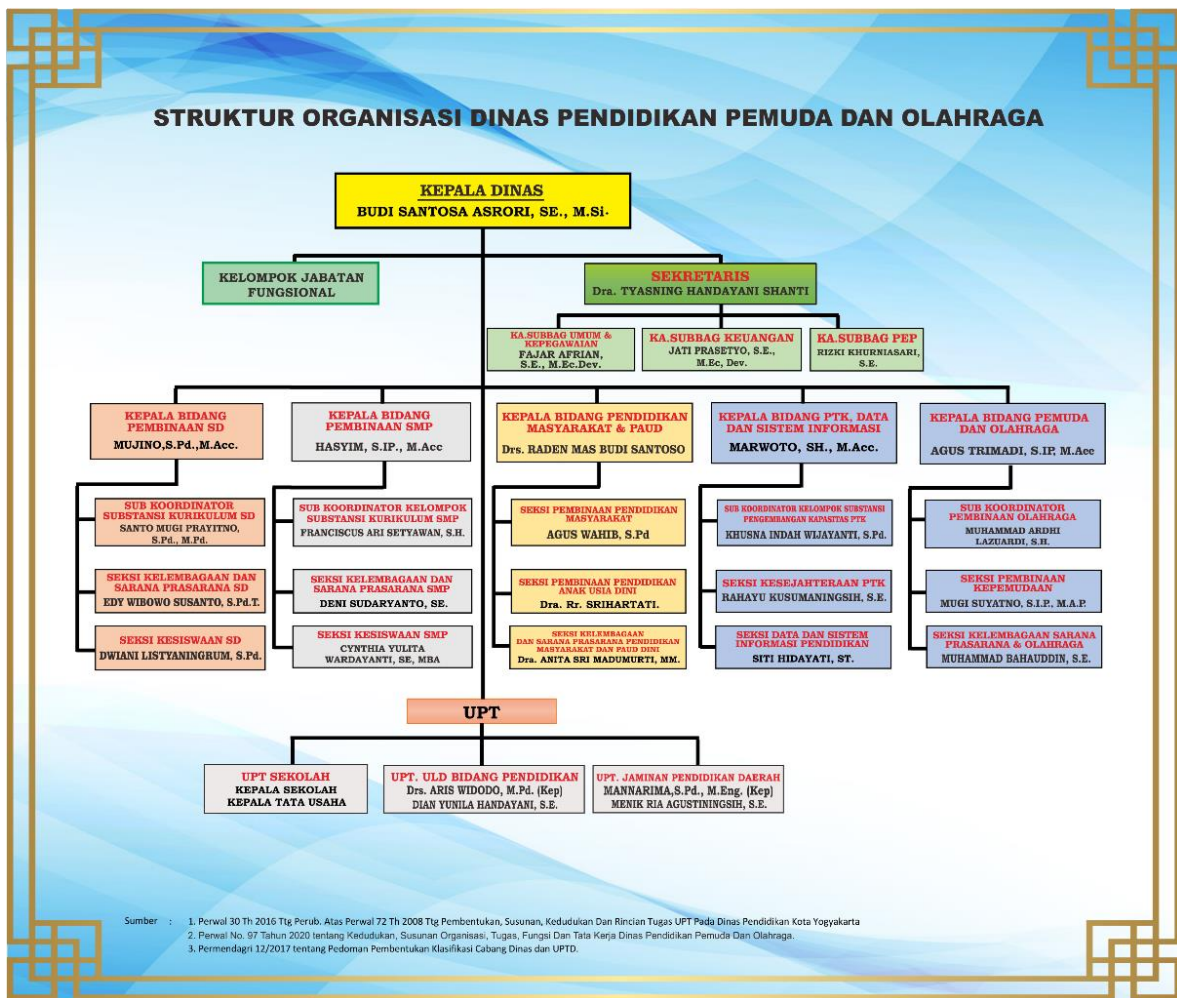 STRUKTUR ORGANISASI DINAS PENDIDIKAN PEMUDA DAN OLAHRAGA
KEPALA DINAS
BUDI SANTOSA ASRORI, SE., M.Si.
KELOMPOK JABATAN
FUNGSIONAL
SEKRETARIS
Dra. TYASNING HANDAYANI SHANTI
KA.SUBBAG UMUM &
KEPEGAWAIAN
FAJAR AFRIAN,
S.E., M.Ec.Dev.
KA.SUBBAG KEUANGAN
JATI PRASETYO, S.E.,
M.Ec, Dev.
KA.SUBBAG PEP
RIZKI KHURNIASARI,
S.E.
KEPALA BIDANG
PEMBINAAN SD
MUJINO,S.Pd.,M.Acc.
SUB KOORDINATOR
SUBSTANSI KURIKULUM SD
SANTO MUGI PRAYITNO,
S.Pd., M.Pd.
SEKSI KELEMBAGAAN DAN
SARANA PRASARANA SD
EDY WIBOWO SUSANTO, S.Pd.T.
SEKSI KESISWAAN SD
DWIANI LISTYANINGRUM, S.Pd.
KEPALA BIDANG
PEMBINAAN SMP
HASYIM, S.IP., M.Acc
SUB KOORDINATOR KELOMPOK
SUBSTANSI KURIKULUM SMP
FRANCISCUS ARI SETYAWAN, S.H.
SEKSI KELEMBAGAAN DAN
SARANA PRASARANA SMP
DENI SUDARYANTO, SE.
SEKSI KESISWAAN SMP
CYNTHIA YULITA
WARDAYANTI, SE, MBA
KEPALA BIDANG PENDIDIKAN
MASYARAKAT & PAUD
Drs. RADEN MAS BUDI SANTOSO
SEKSI PEMBINAAN PENDIDIKAN
MASYARAKAT
AGUS WAHIB, S.Pd
SEKSI PEMBINAAN PENDIDIKAN
ANAK USIA DINI
Dra. Rr. SRIHARTATI.
SEKSI KELEMBAGAAN
DAN SARANA PRASARANA PENDIDIKAN
MASYARAKAT DAN PAUD DINI
Dra. ANITA SRI MADUMURTI, MM.
KEPALA BIDANG PTK, DATA
DAN SISTEM INFORMASI
MARWOTO, SH., M.Acc.
SUB KOORDINATOR KELOMPOK SUBSTANSI
PENGEMBANGAN KAPASITAS PTK
KHUSNA INDAH WIJAYANTI, S.Pd.
SEKSI KESEJAHTERAAN PTK
RAHAYU KUSUMANINGSIH, S.E.
SEKSI DATA DAN SISTEM
INFORMASI PENDIDIKAN
SITI HIDAYATI, ST.
KEPALA BIDANG PEMUDA
DAN OLAHRAGA
AGUS TRIMADI, S.IP, M.Acc
SUB KOORDINATOR
PEMBINAAN OLAHRAGA
MUHAMMAD ARDHI
LAZUARDI, S.H.
SEKSI PEMBINAAN
KEPEMUDAAN
MUGI SUYATNO, S.I.P., M.A.P.
SEKSI KELEMBAGAAN SARANA
PRASARANA & OLAHRAGA
MUHAMMAD BAHAUDDIN, S.E.
UPT
UPT SEKOLAH
KEPALA SEKOLAH
KEPALA TATA USAHA
UPT. ULD BIDANG PENDIDIKAN
Drs. ARIS WIDODO, M.Pd. (Kep)
DIAN YUNILA HANDAYANI, S.E.
UPT. JAMINAN PENDIDIKAN DAERAH
MANNARIMA,S.Pd., M.Eng. (Kep)
MENIK RIA AGUSTININGSIH, S.E.
Sumber : 1. Perwal 30 Th 2016 Ttg Perub. Atas Perwal 72 Th 2008 Ttg Pembentukan, Susunan, Kedudukan Dan Rincian Tugas UPT Pada Dinas Pendidikan Kota Yogyakarta
2. Perwal No. 97 Tahun 2020 tentang Kedudukan, Susunan Organisasi, Tugas, Fungsi Dan Tata Kerja Dinas Pendidikan Pemuda Dan Olahraga.
3. Permendagri 12/2017 tentang Pedoman Pembentukan Klasifikasi Cabang Dinas dan UPTD.